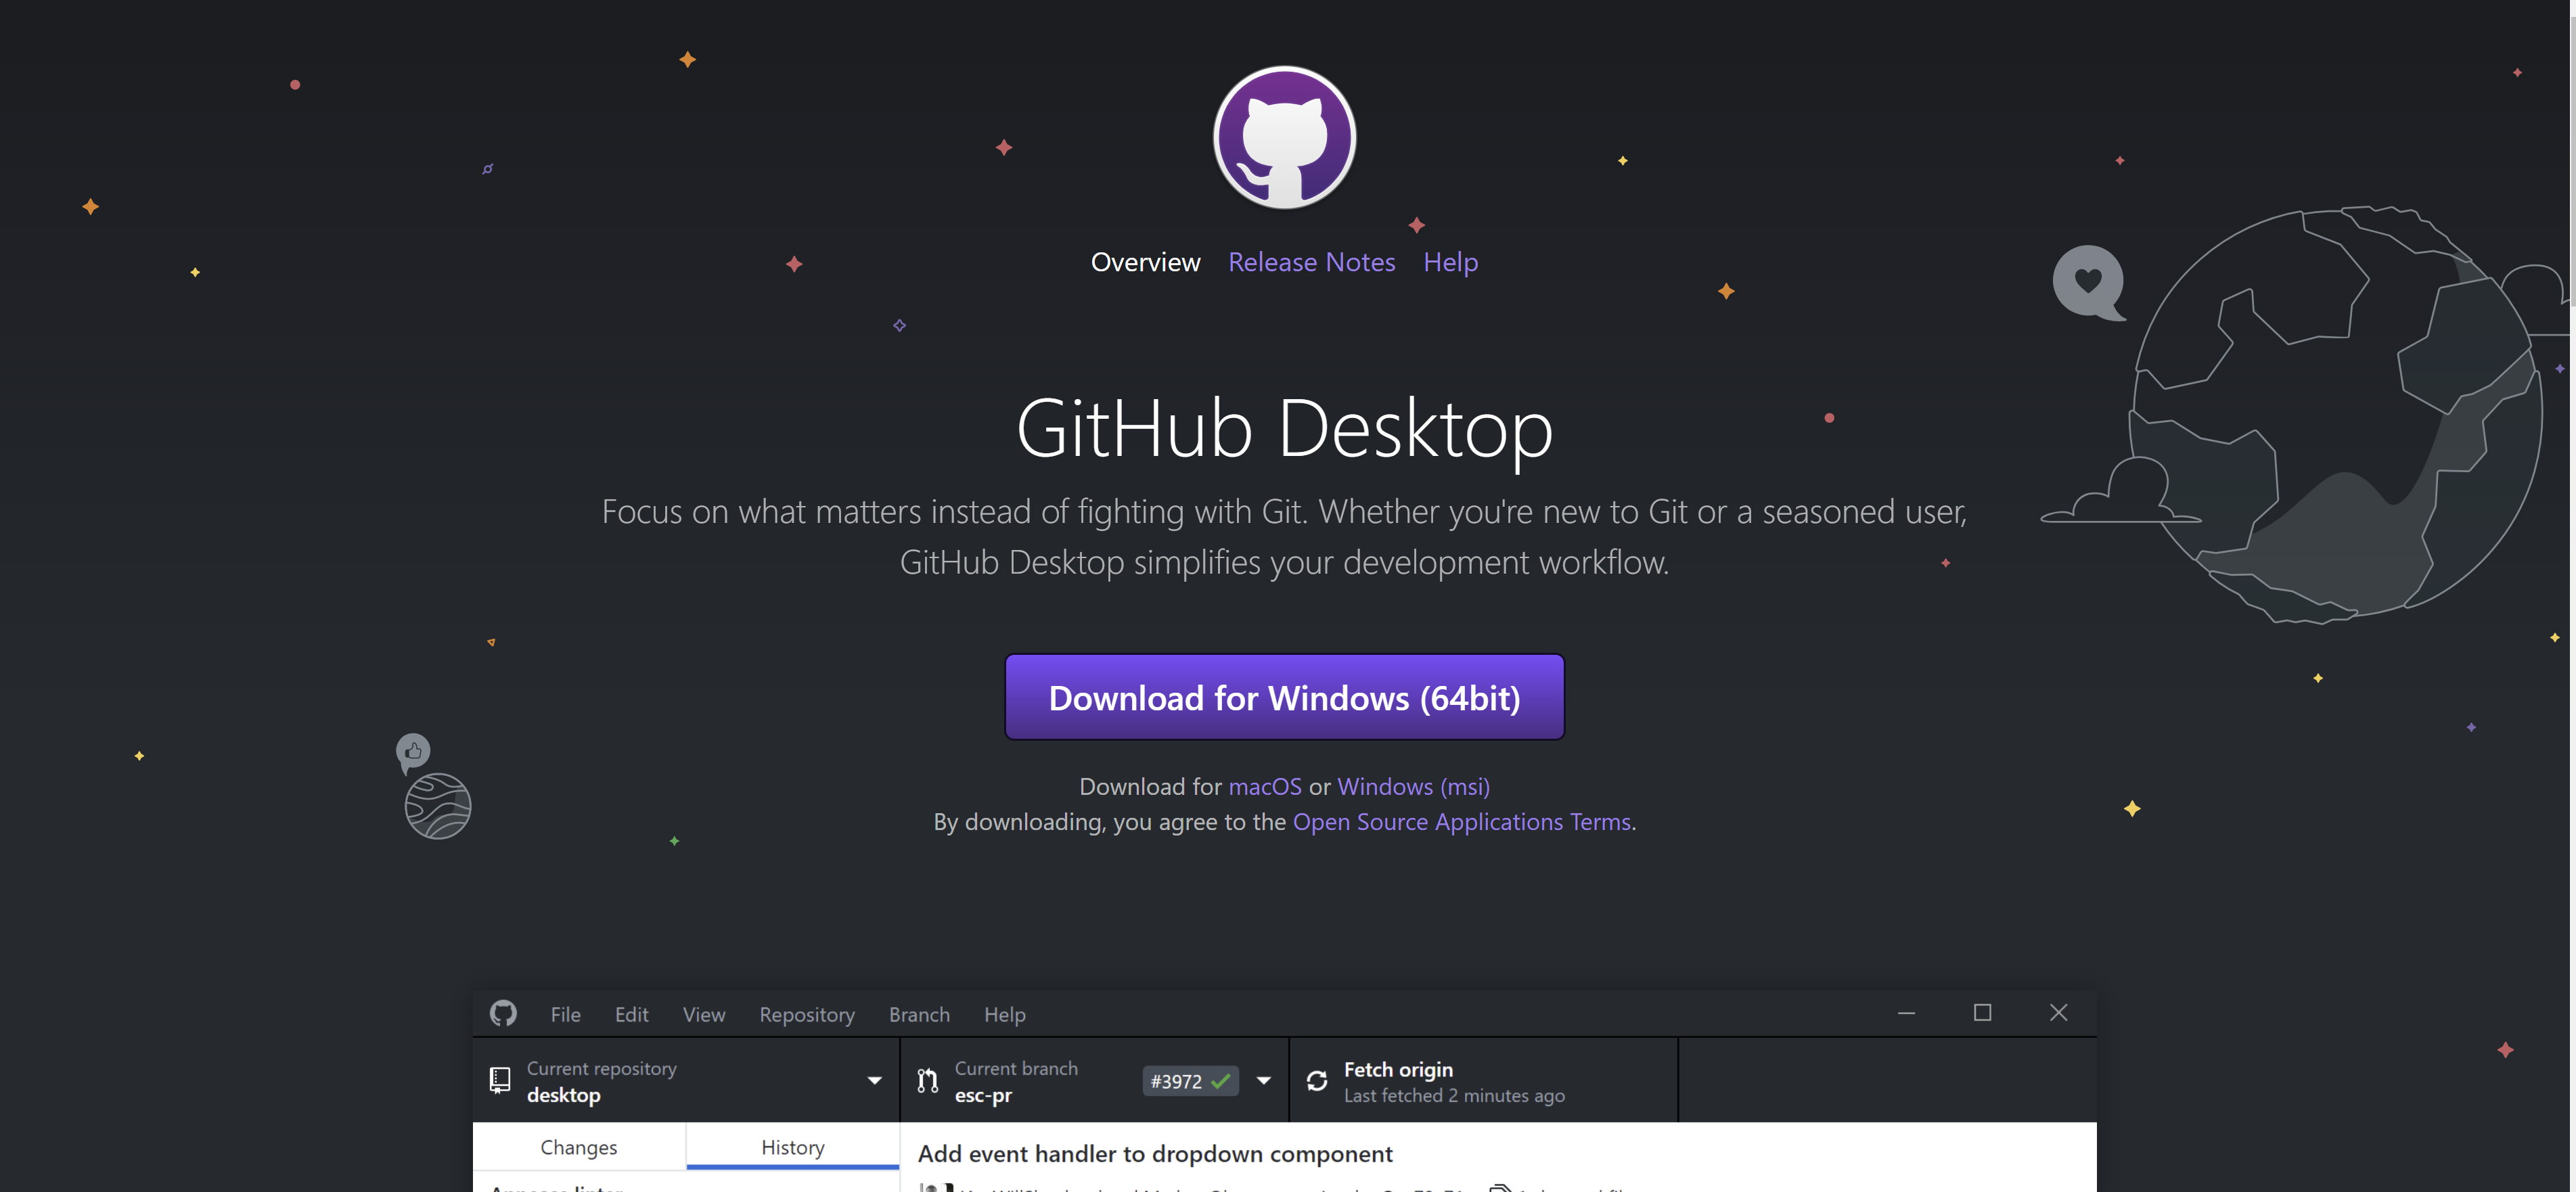 Overview Release Notes Help
GitHub Desktop
Focus on what matters instead of fighting with Git. Whether you're new to Git or a seasoned user,
GitHub Desktop simplifies your development workflow.
Download for Windows (64bit)
Download for macOS or Windows (msi)
By downloading, you agree to the Open Source Applications Terms.
File Edit View Repository Branch Help
Current repository
desktop
Current branch
esc-pr
#3972
Fetch origin
Last fetched 2 minutes ago
Changes History
Add event handler to dropdown component